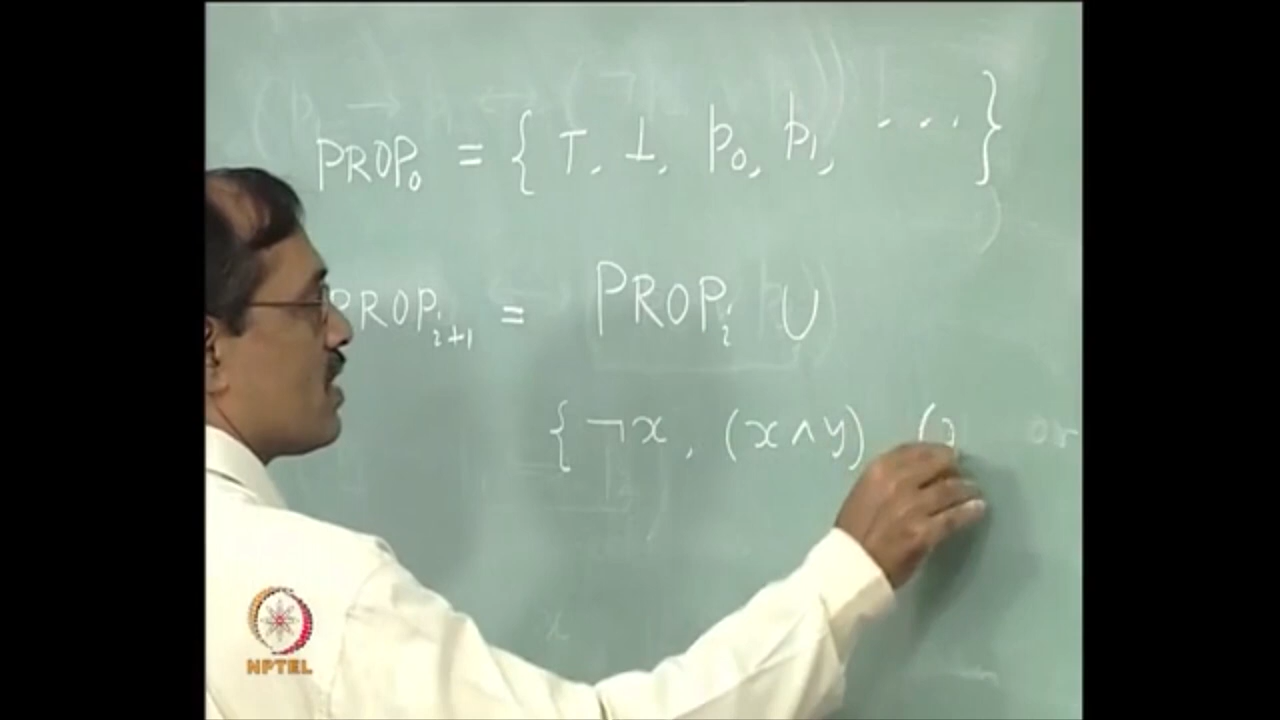 PROP₀ = { ⊤, ⊥, p₀, p₁, ... }
PROPᵢ₊₁ = PROPᵢ ∪
{ ¬x, (x ∧ y) (
NPTEL